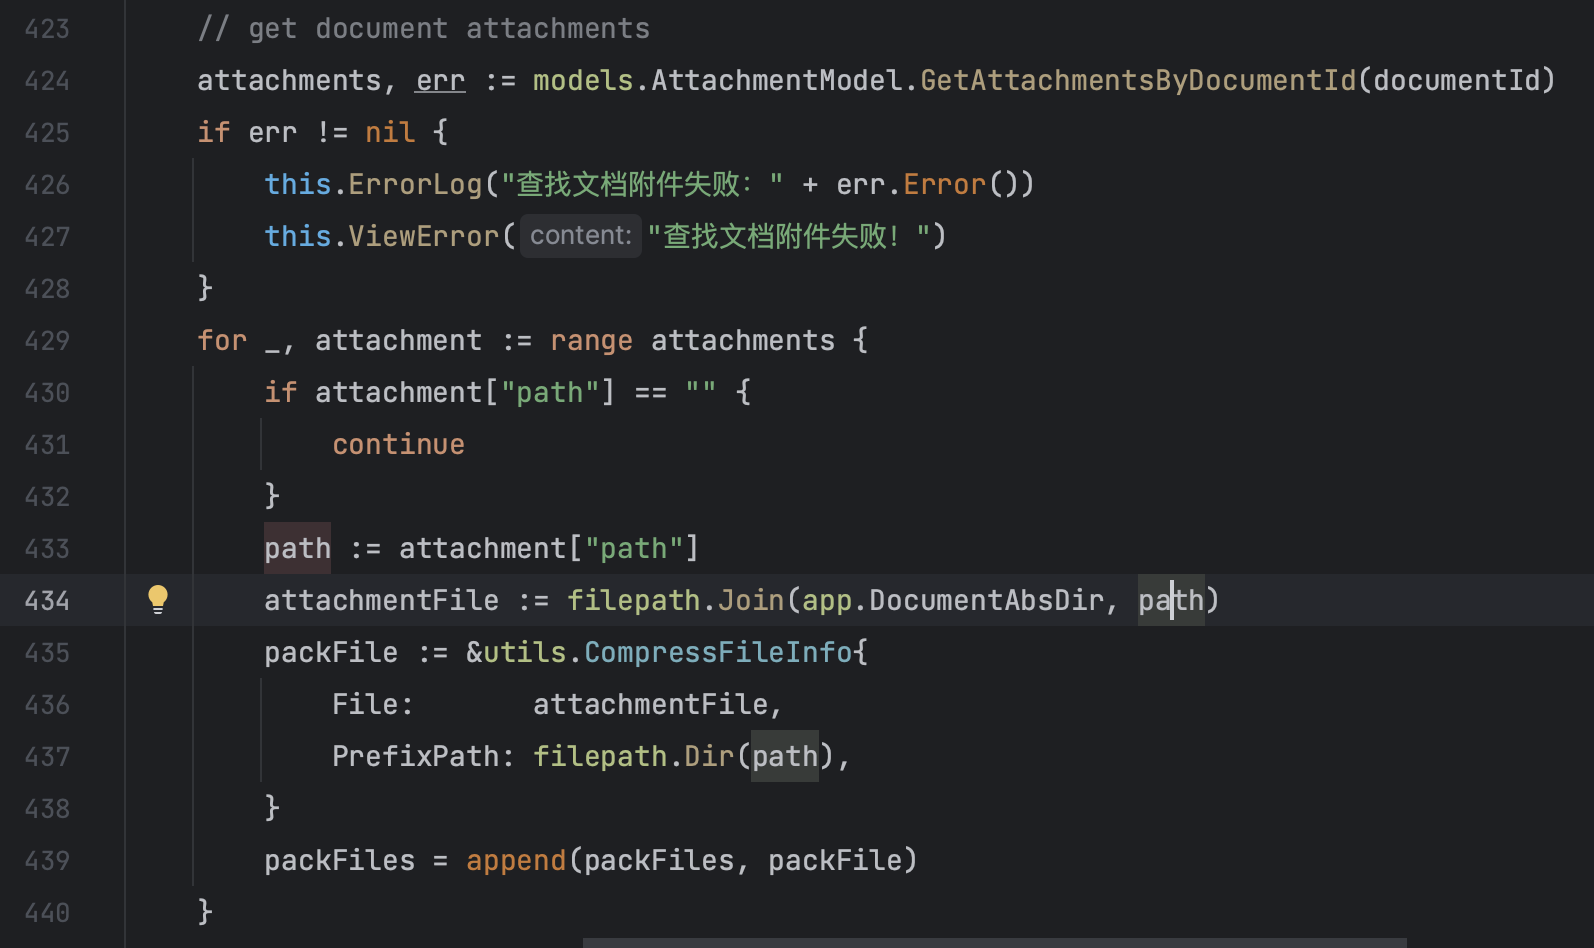 423 // get document attachments
424 attachments, err := models.AttachmentModel.GetAttachmentsByDocumentId(documentId)
425 if err != nil {
426 this.ErrorLog("查找文档附件失败：" + err.Error())
427 this.ViewError(content: "查找文档附件失败！")
428 }
429 for _, attachment := range attachments {
430 if attachment["path"] == "" {
431 continue
432 }
433 path := attachment["path"]
434 attachmentFile := filepath.Join(app.DocumentAbsDir, path)
435 packFile := &utils.CompressFileInfo{
436 File: attachmentFile,
437 PrefixPath: filepath.Dir(path),
438 }
439 packFiles = append(packFiles, packFile)
440 }